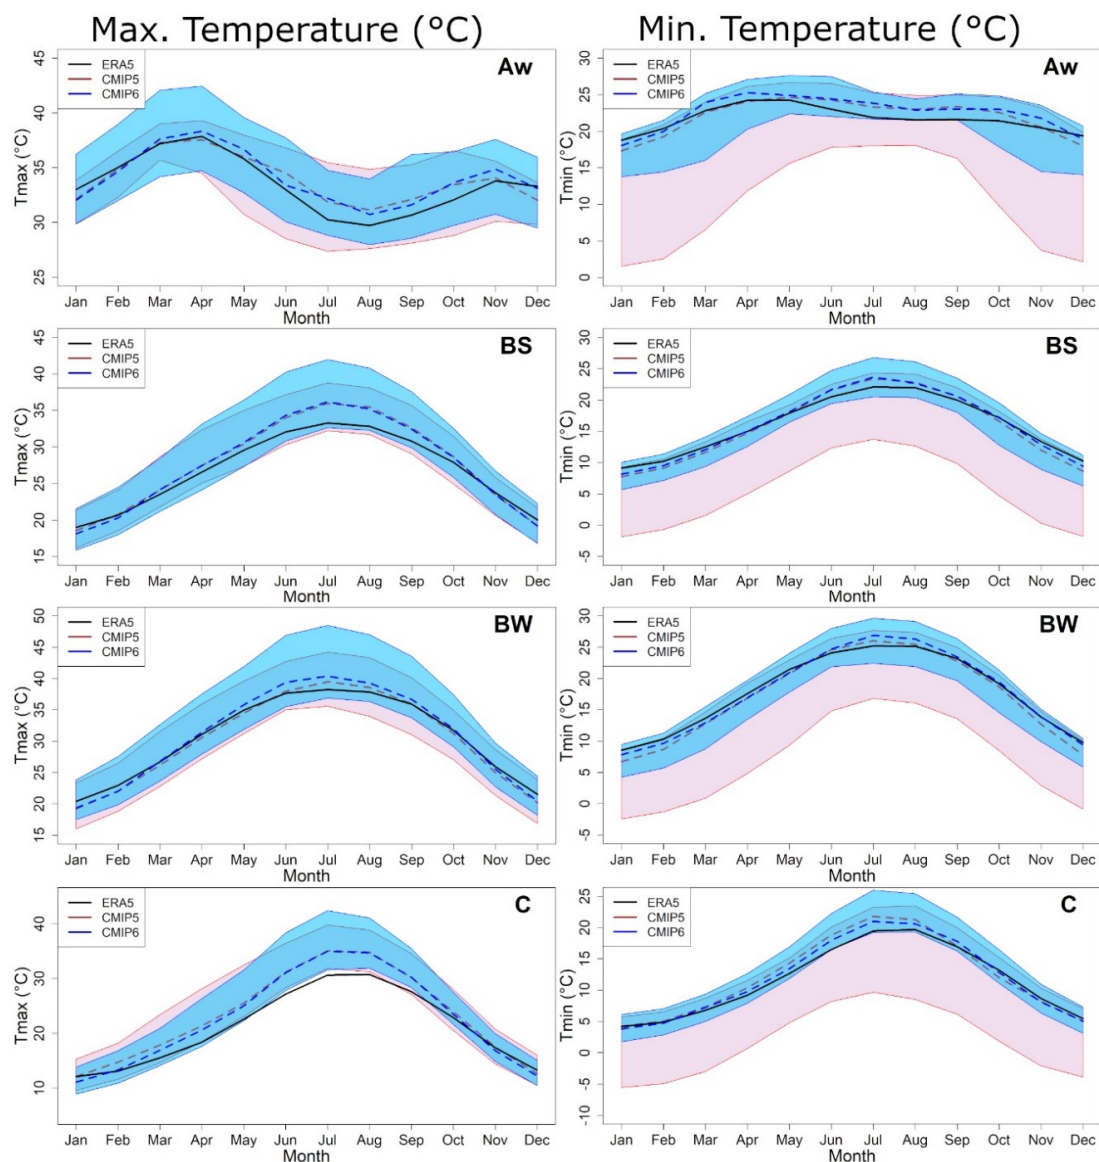 Max. Temperature (°C)
Min. Temperature (°C)
Aw
ERA5
CMIP5
CMIP6
Tmax (°C)
45
40
35
30
25
Jan Feb Mar Apr May Jun Jul Aug Sep Oct Nov Dec
Month
Aw
ERA5
CMIP5
CMIP6
Tmin (°C)
30
25
20
15
10
5
0
Jan Feb Mar Apr May Jun Jul Aug Sep Oct Nov Dec
Month
BS
ERA5
CMIP5
CMIP6
Tmax (°C)
45
40
35
30
25
20
15
Jan Feb Mar Apr May Jun Jul Aug Sep Oct Nov Dec
Month
BS
ERA5
CMIP5
CMIP6
Tmin (°C)
30
25
20
15
10
5
0
-5
Jan Feb Mar Apr May Jun Jul Aug Sep Oct Nov Dec
Month
BW
ERA5
CMIP5
CMIP6
Tmax (°C)
50
45
40
35
30
25
20
15
Jan Feb Mar Apr May Jun Jul Aug Sep Oct Nov Dec
Month
BW
ERA5
CMIP5
CMIP6
Tmin (°C)
30
25
20
15
10
5
0
-5
Jan Feb Mar Apr May Jun Jul Aug Sep Oct Nov Dec
Month
C
ERA5
CMIP5
CMIP6
Tmax (°C)
40
30
20
10
Jan Feb Mar Apr May Jun Jul Aug Sep Oct Nov Dec
Month
C
ERA5
CMIP5
CMIP6
Tmin (°C)
25
20
15
10
5
0
-5
-10
Jan Feb Mar Apr May Jun Jul Aug Sep Oct Nov Dec
Month